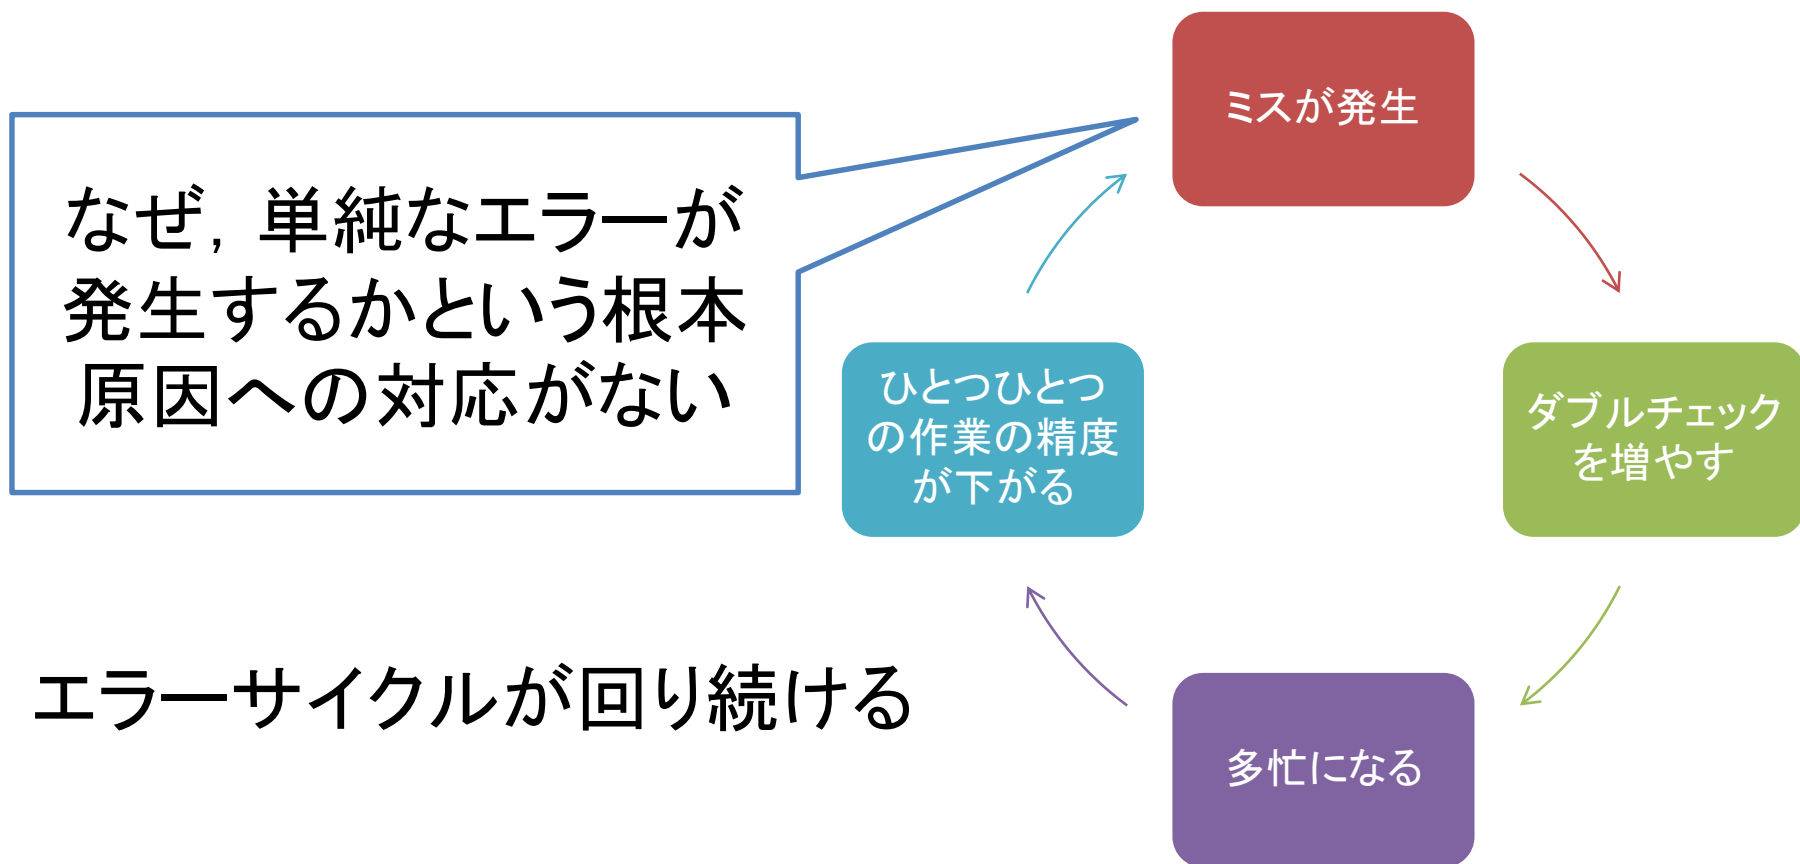 なぜ，単純なエラーが
発生するかという根本
原因への対応がない
エラーサイクルが回り続ける
ミスが発生
ダブルチェック
を増やす
多忙になる
ひとつひとつ
の作業の精度
が下がる